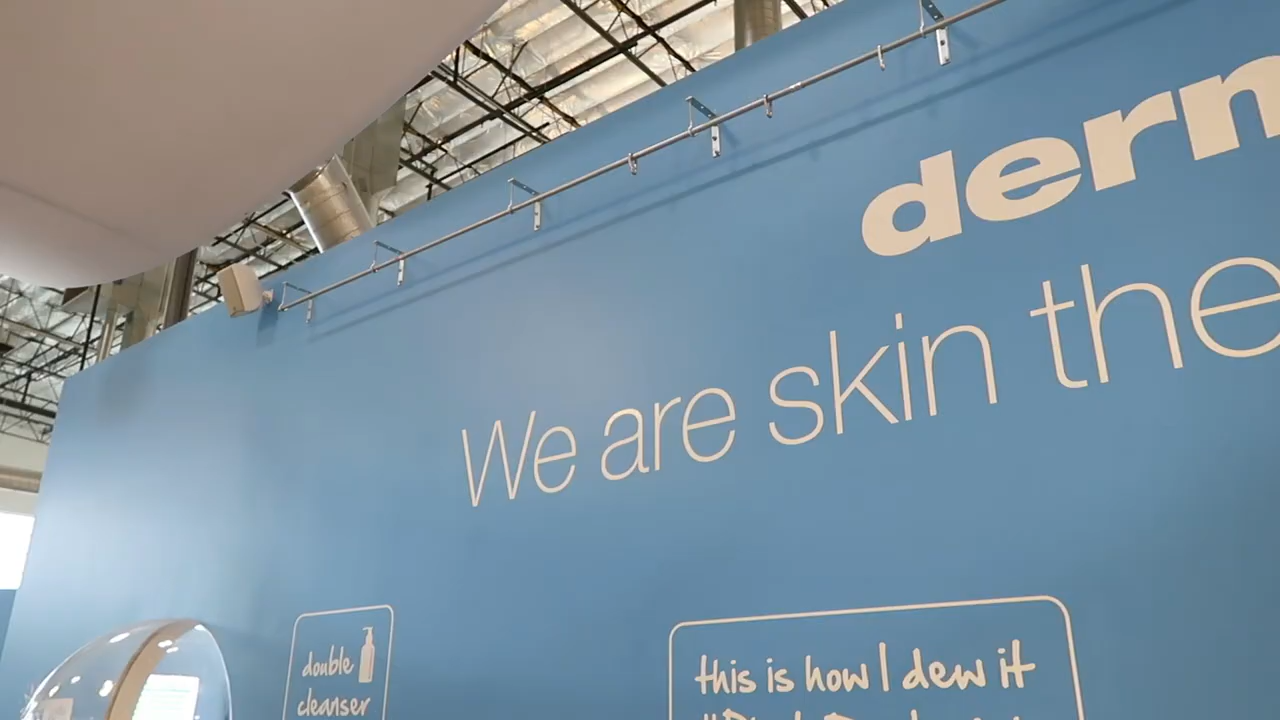 derm
We are skin the
double
cleanser
this is how I dew it